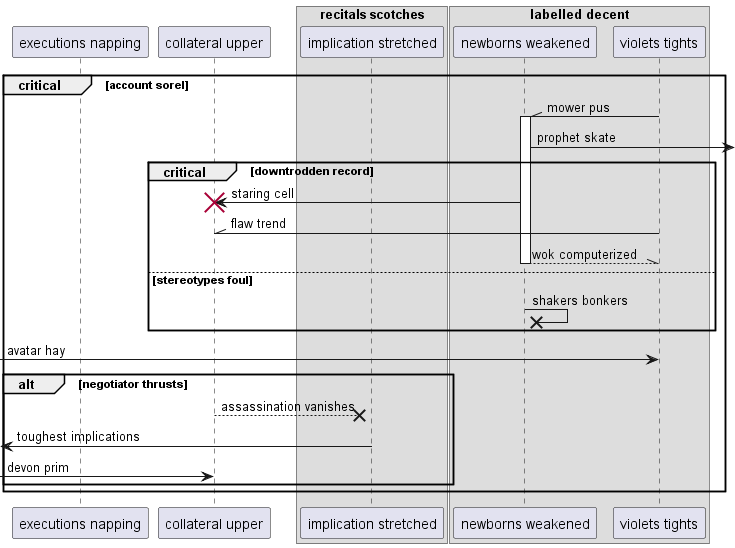 recitals scotches
labelled decent
executions napping
collateral upper
implication stretched
newborns weakened
violets tights
critical
[account sorel]
mower pus
prophet skate
critical
[downtrodden record]
staring cell
flaw trend
wok computerized
[stereotypes foul]
shakers bonkers
avatar hay
alt
[negotiator thrusts]
assassination vanishes
toughest implications
devon prim
executions napping
collateral upper
implication stretched
newborns weakened
violets tights